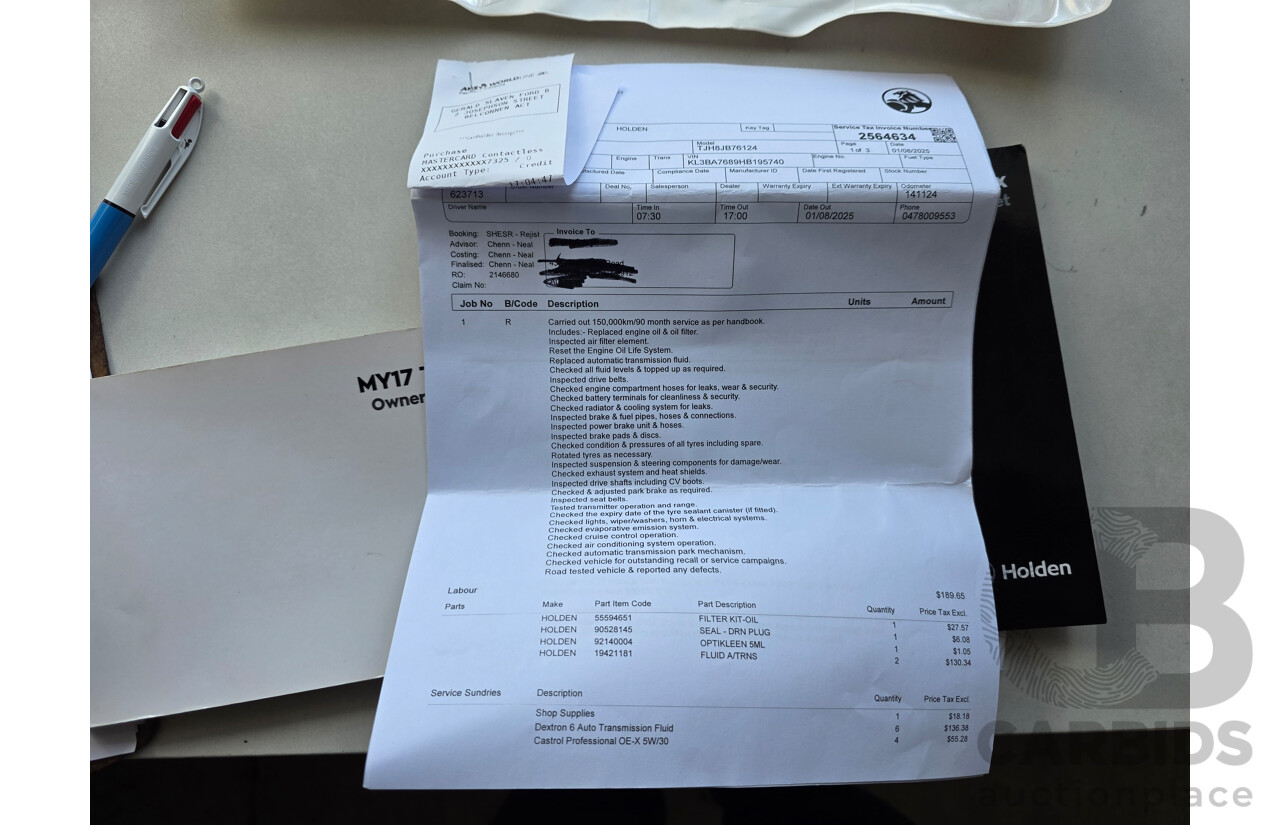 GERALD SLAVEN FORD B
JOSEPHSON STREET
BELCONNEN ACT
Purchase
MASTERCARD Contactless
XXXXXXXXXXXX7325 / 0
Account Type: Credit
17:04:47
HOLDEN
Key Tag
Service Tax Invoice Number
2564634
Model
TJH8JB76124
Page
1 of 3
Date
01/08/2025
Engine
Trans
VIN
KL3BA7689HB195740
Engine No.
Fuel Type
Compliance Date
Manufacturer ID
Date First Registered
Stock Number
623713
Deal No.
Salesperson
Dealer
Warranty Expiry
Ext Warranty Expiry
Odometer
141124
Driver Name
Time In
07:30
Time Out
17:00
Date Out
01/08/2025
Phone
0478009553
Booking: SHESR - Rejist
Advisor: Chenn - Neal
Costing: Chenn - Neal
Finalised: Chenn - Neal
RO: 2146680
Claim No:
Invoice To
Job No B/Code Description Units Amount
1 R Carried out 150,000km/90 month service as per handbook.
Includes:- Replaced engine oil & oil filter.
Inspected air filter element.
Reset the Engine Oil Life System.
Replaced automatic transmission fluid.
Checked all fluid levels & topped up as required.
Inspected drive belts.
Checked engine compartment hoses for leaks, wear & security.
Checked battery terminals for cleanliness & security.
Checked radiator & cooling system for leaks.
Inspected brake & fuel pipes, hoses & connections.
Inspected power brake unit & hoses.
Inspected brake pads & discs.
Checked condition & pressures of all tyres including spare.
Rotated tyres as necessary.
Inspected suspension & steering components for damage/wear.
Checked exhaust system and heat shields.
Inspected drive shafts including CV boots.
Checked & adjusted park brake as required.
Inspected seat belts.
Tested transmitter operation and range.
Checked the expiry date of the tyre sealant canister (if fitted).
Checked lights, wiper/washers, horn & electrical systems.
Checked evaporative emission system.
Checked cruise control operation.
Checked air conditioning system operation.
Checked automatic transmission park mechanism.
Checked vehicle for outstanding recall or service campaigns.
Road tested vehicle & reported any defects.
Labour $189.65
Parts Make Part Item Code Part Description Quantity Price Tax Excl.
HOLDEN 55594651 FILTER KIT-OIL 1 $27.57
HOLDEN 90528145 SEAL - DRN PLUG 1 $6.08
HOLDEN 92140004 OPTIKLEEN 5ML 1 $1.05
HOLDEN 19421181 FLUID A/TRNS 2 $130.34
Service Sundries Description Quantity Price Tax Excl.
Shop Supplies 1 $18.18
Dextron 6 Auto Transmission Fluid 6 $136.38
Castrol Professional OE-X 5W/30 4 $55.28
MY17
Owner
Holden
CARBIDS
auctionplace